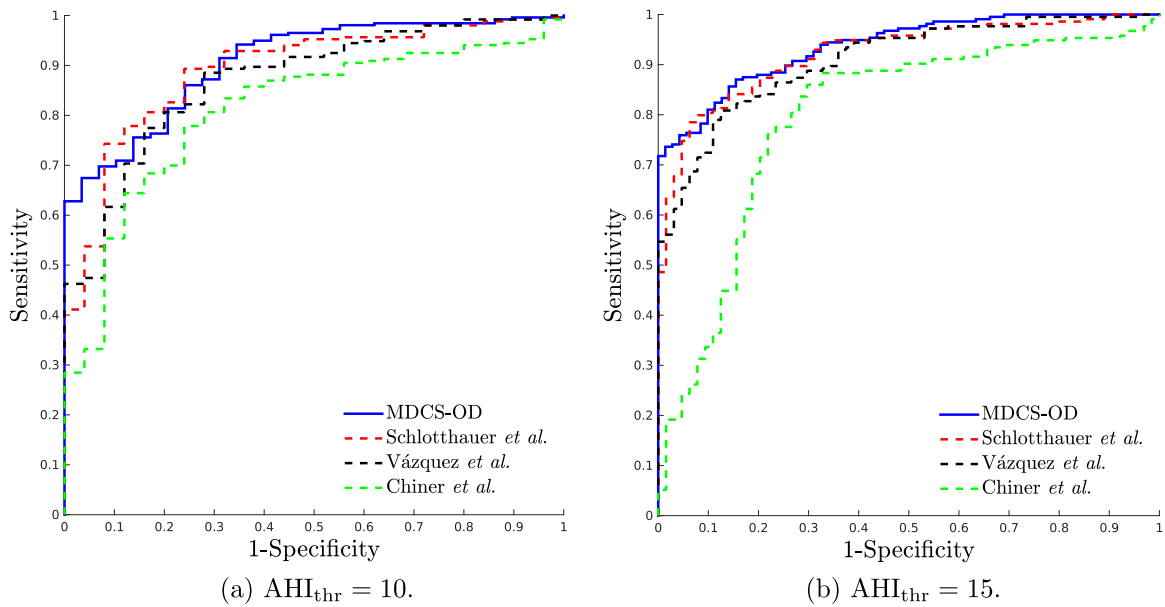 1
0.9
0.8
0.7
0.6
0.5
0.4
0.3
0.2
0.1
0
Sensitivity
0 0.1 0.2 0.3 0.4 0.5 0.6 0.7 0.8 0.9 1
1-Specificity
MDCS-OD
Schlotthauer et al.
Vázquez et al.
Chiner et al.
(a) AHI_thr = 10.
1
0.9
0.8
0.7
0.6
0.5
0.4
0.3
0.2
0.1
0
Sensitivity
0 0.1 0.2 0.3 0.4 0.5 0.6 0.7 0.8 0.9 1
1-Specificity
MDCS-OD
Schlotthauer et al.
Vázquez et al.
Chiner et al.
(b) AHI_thr = 15.